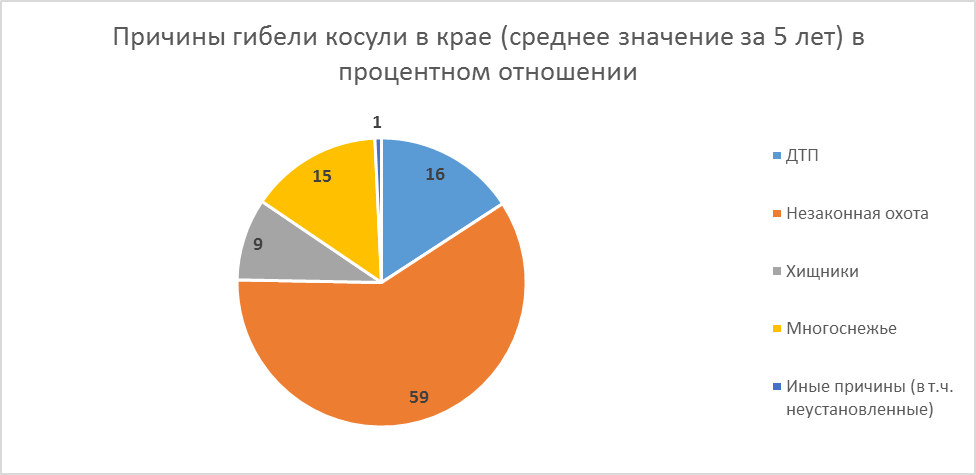 Причины гибели косули в крае (среднее значение за 5 лет) в
процентном отношении
1
16
15
9
59
ДТП
Незаконная охота
Хищники
Многоснежье
Иные причины (в т.ч.
неустановленные)